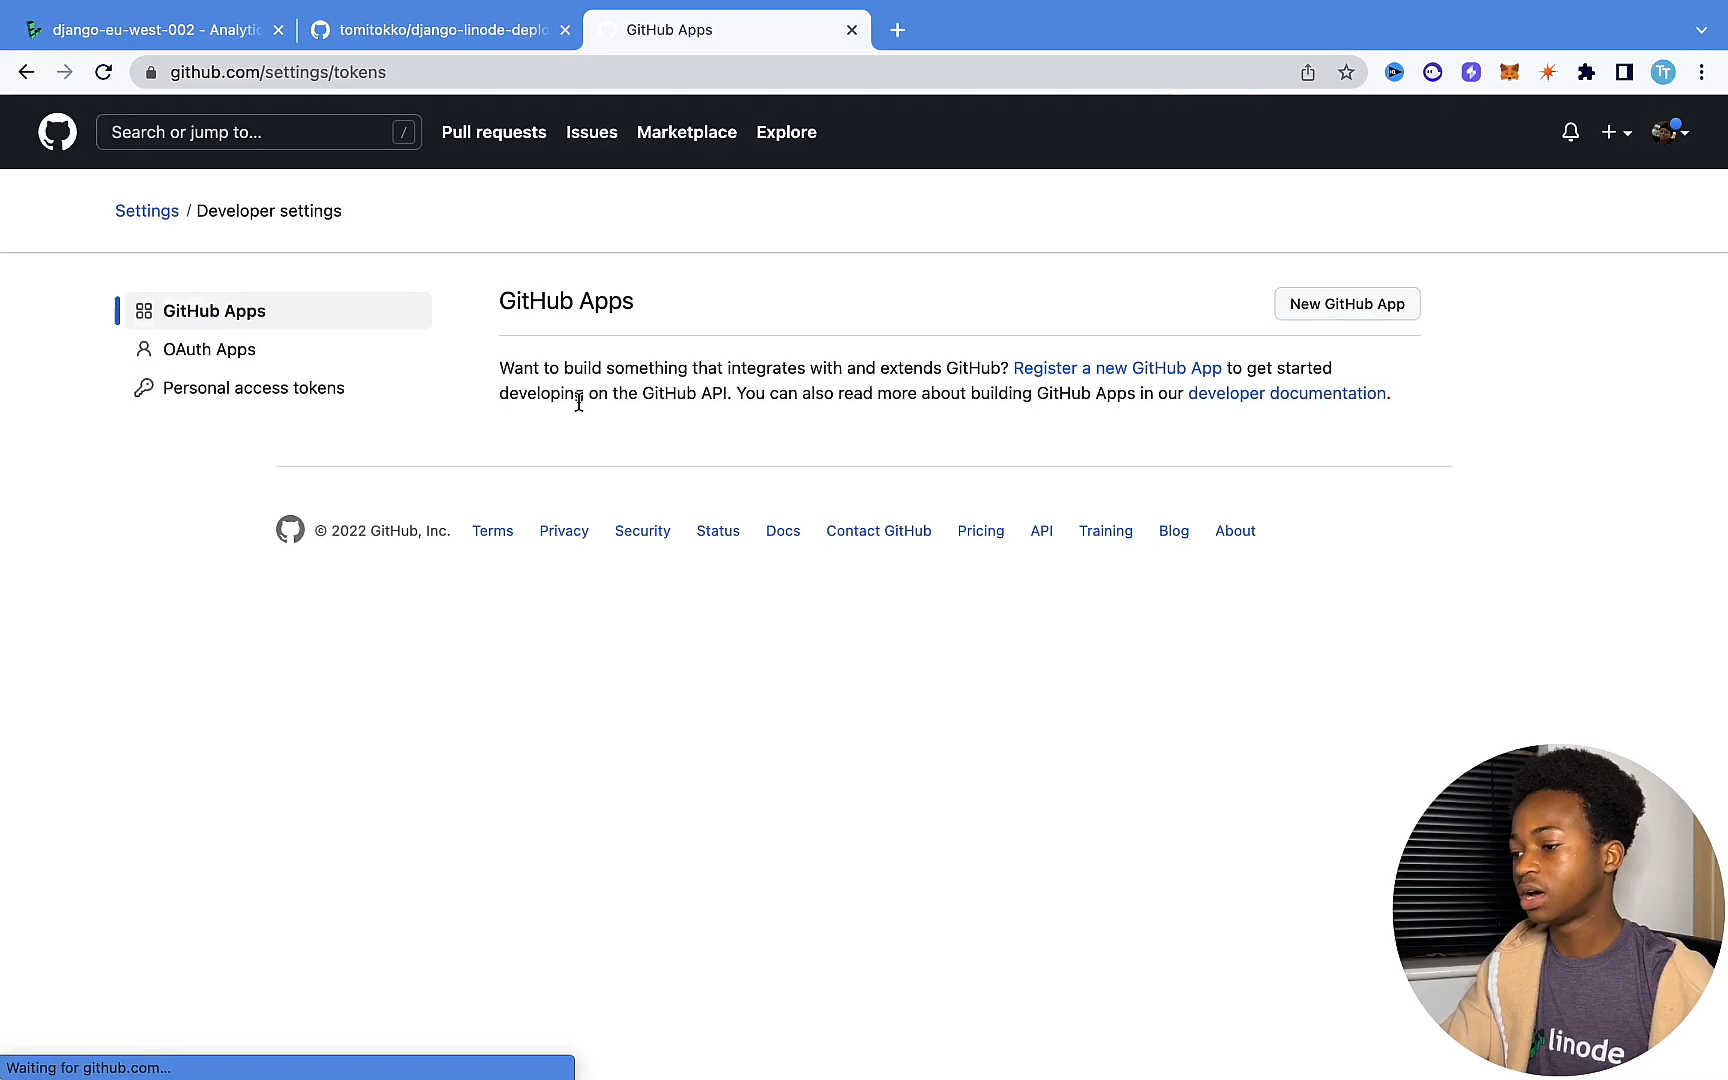 django-eu-west-002 - Analytic
tomitokko/django-linode-deplo
GitHub Apps
github.com/settings/tokens
TT
Search or jump to... /
Pull requests
Issues
Marketplace
Explore
Settings / Developer settings
GitHub Apps
OAuth Apps
Personal access tokens
GitHub Apps
New GitHub App
Want to build something that integrates with and extends GitHub? Register a new GitHub App to get started
developing on the GitHub API. You can also read more about building GitHub Apps in our developer documentation.
© 2022 GitHub, Inc.
Terms
Privacy
Security
Status
Docs
Contact GitHub
Pricing
API
Training
Blog
About
linode
Waiting for github.com...